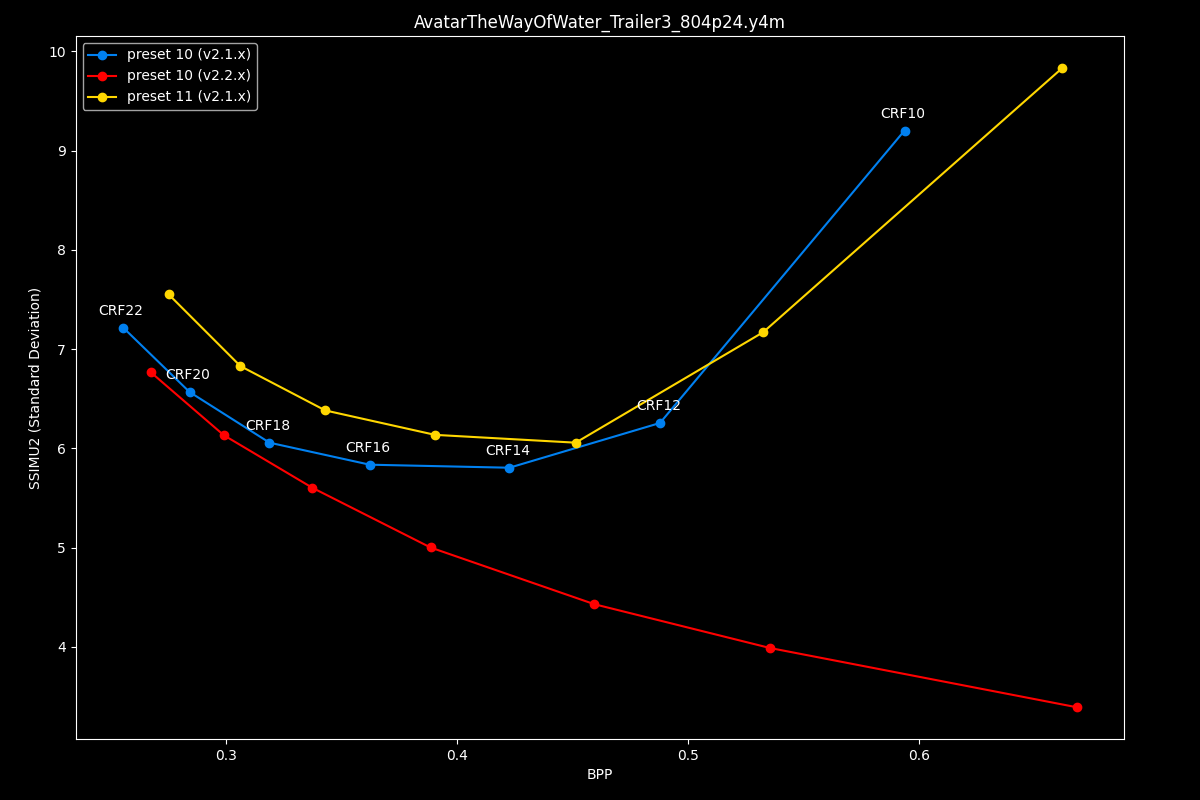 AvatarTheWayOfWater_Trailer3_804p24.y4m
preset 10 (v2.1.x)
preset 10 (v2.2.x)
preset 11 (v2.1.x)
10
9
8
7
6
5
4
SSIMU2 (Standard Deviation)
CRF10
CRF22
CRF20
CRF12
CRF18
CRF16
CRF14
0.3
0.4
0.5
0.6
BPP